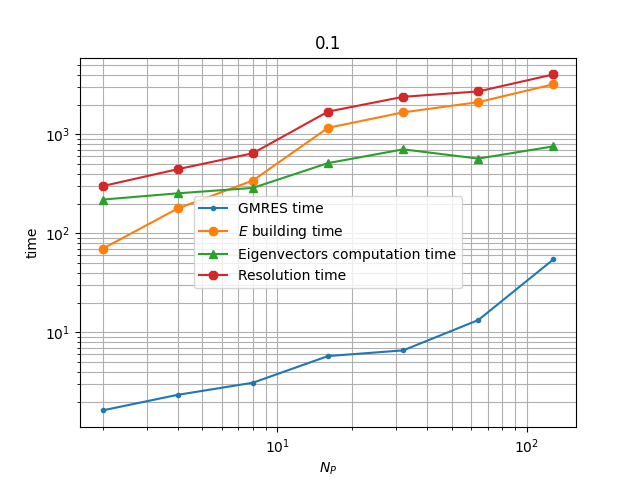 0.1
time
10³
10²
10¹
GMRES time
E building time
Eigenvectors computation time
Resolution time
10¹
10²
N_P